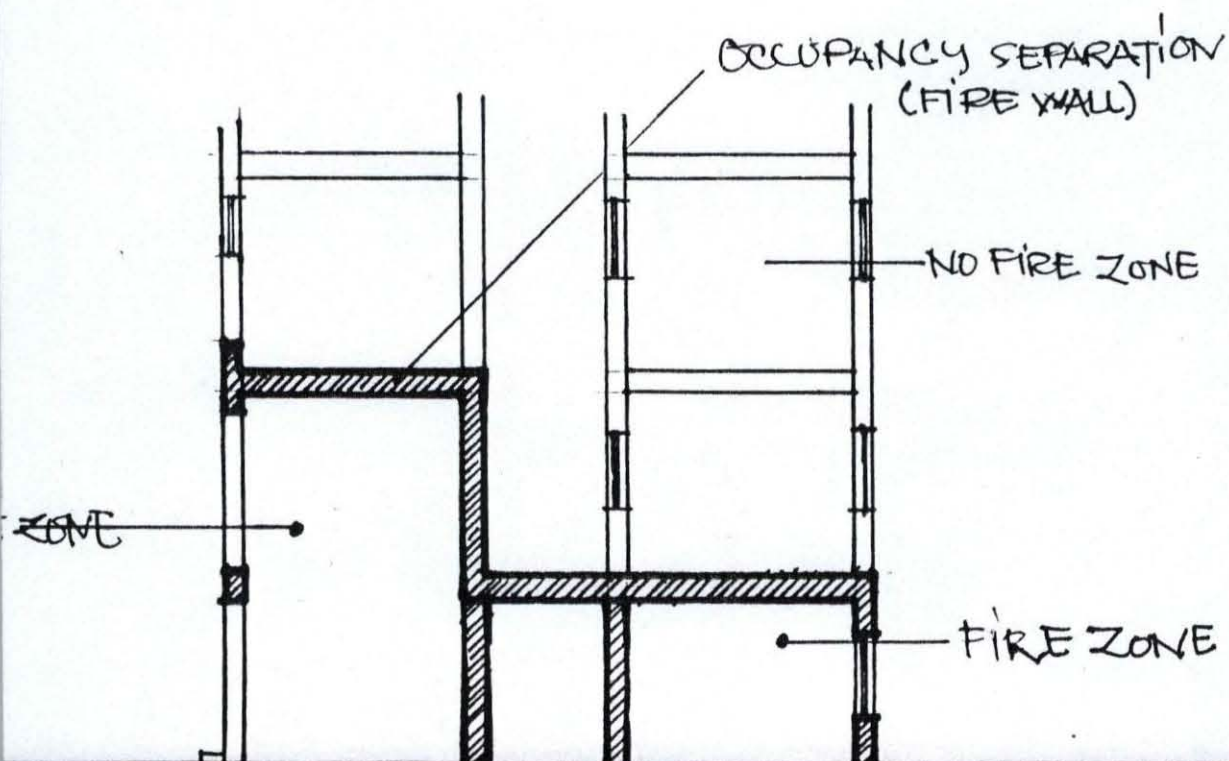 OCCUPANCY SEPARATION
(FIRE WALL)
NO FIRE ZONE
ZONE
FIRE ZONE